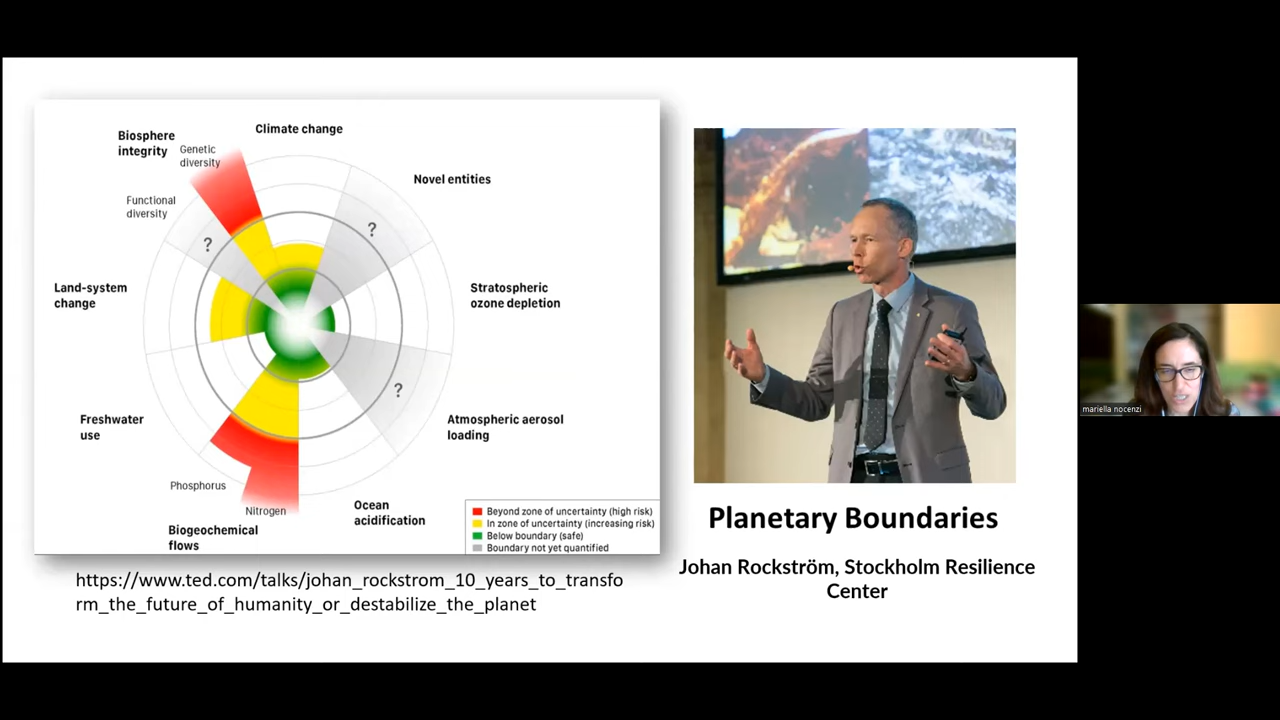 Climate change
Biosphere
integrity
Genetic
diversity
Novel entities
Functional
diversity
?
?
Land-system
change
Stratospheric
ozone depletion
?
Freshwater
use
Atmospheric aerosol
loading
Phosphorus
Nitrogen
Ocean
acidification
Biogeochemical
flows
Beyond zone of uncertainty (high risk)
In zone of uncertainty (increasing risk)
Below boundary (safe)
Boundary not yet quantified
https://www.ted.com/talks/johan_rockstrom_10_years_to_transfo
rm_the_future_of_humanity_or_destabilize_the_planet
Planetary Boundaries
Johan Rockström, Stockholm Resilience
Center
mariella nocenzi